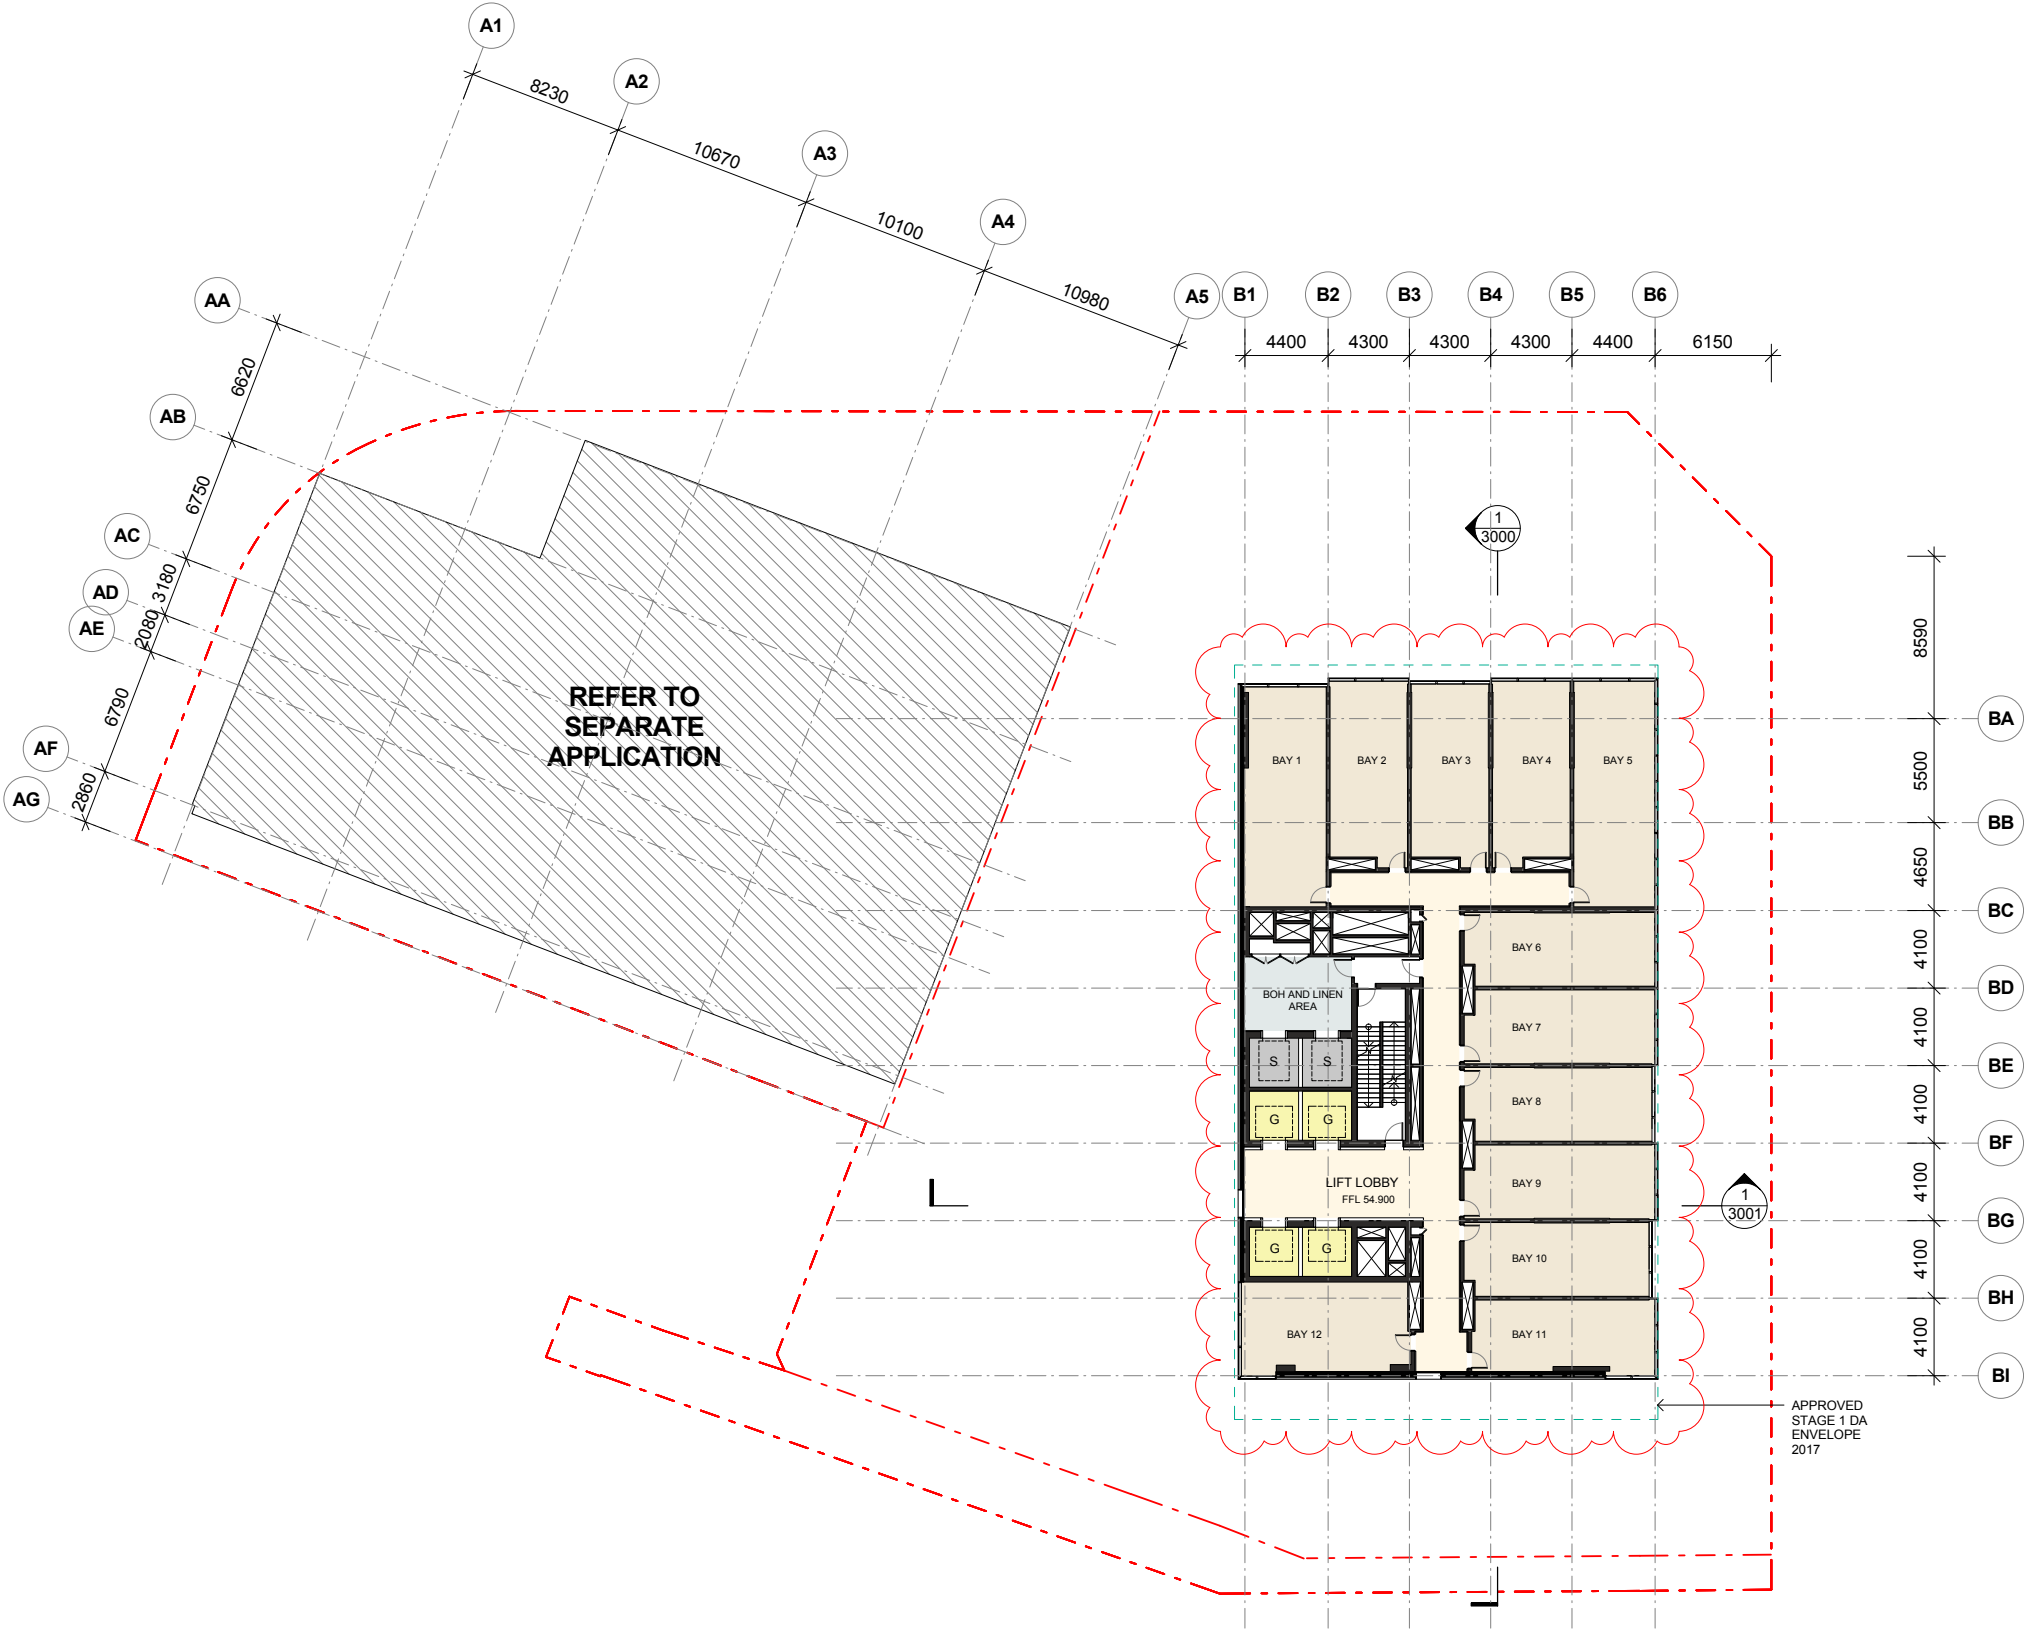 A1
A2
A3
A4
A5
8230
10670
10100
10980
B1
B2
B3
B4
B5
B6
4400
4300
4300
4300
4400
6150
AA
AB
AC
AD
AE
AF
AG
6620
6750
3180
2080
6790
2860
REFER TO
SEPARATE
APPLICATION
1
3000
8590
5500
4650
4100
4100
4100
4100
4100
4100
BA
BB
BC
BD
BE
BF
BG
BH
BI
BAY 1
BAY 2
BAY 3
BAY 4
BAY 5
BAY 6
BOH AND LINEN
AREA
BAY 7
S
S
BAY 8
G
G
LIFT LOBBY
FFL 54.900
BAY 9
1
3001
G
G
BAY 10
BAY 12
BAY 11
APPROVED
STAGE 1 DA
ENVELOPE
2017